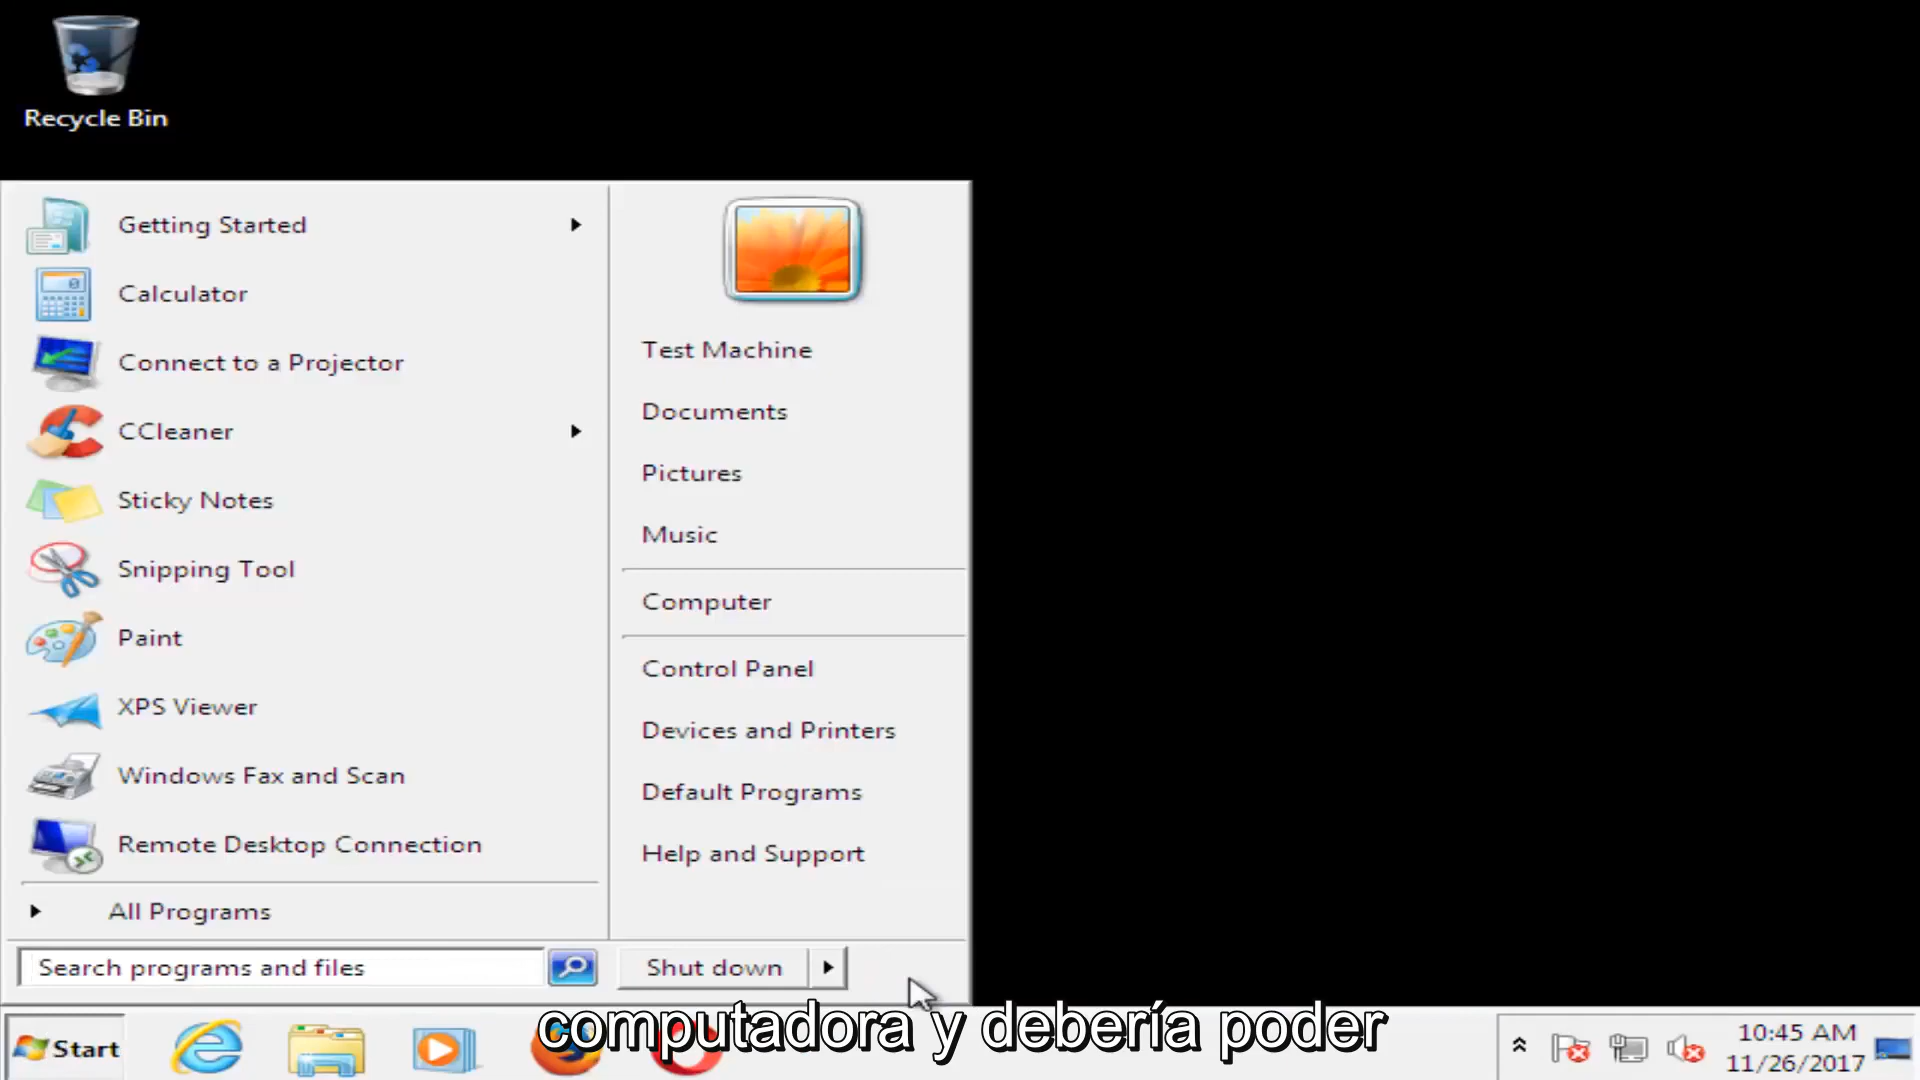 Recycle Bin
Getting Started
Calculator
Connect to a Projector
CCleaner
Sticky Notes
Snipping Tool
Paint
XPS Viewer
Windows Fax and Scan
Remote Desktop Connection
All Programs
Search programs and files
Test Machine
Documents
Pictures
Music
Computer
Control Panel
Devices and Printers
Default Programs
Help and Support
Shut down
computadora y debería poder
Start
10:45 AM
11/26/2017